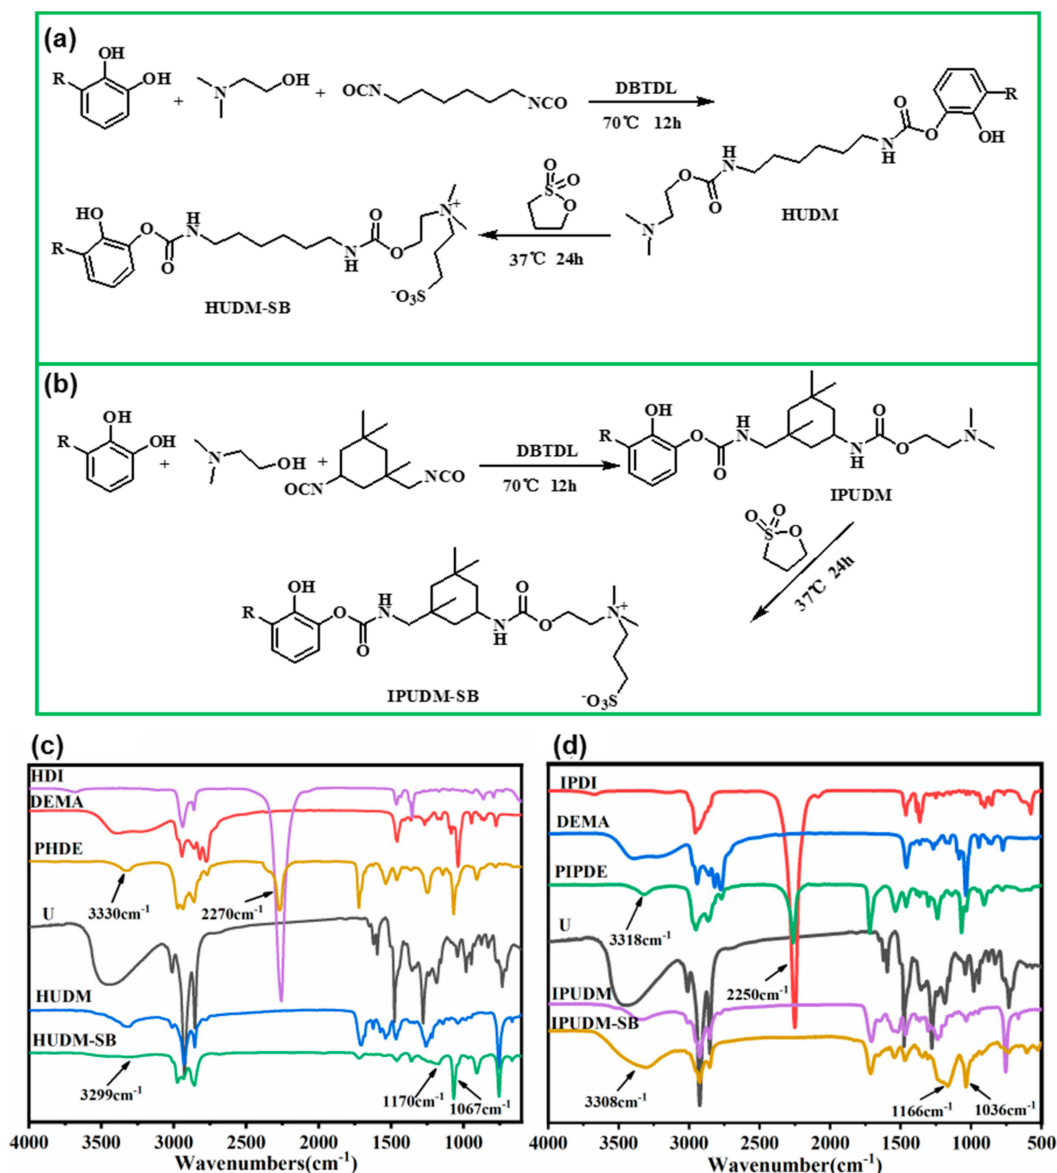 (a)
OH
R
OH
+
N
OH
+
OCN
NCO
DBTDL
70℃ 12h
R
O
N
H
O
OH
H
N
O
O
N
HUDM
O
O
S
O
37℃ 24h
HO
R
O
O
H
N
N
H
O
O
N+
-O3S
HUDM-SB
(b)
OH
R
OH
+
N
OH
+
OCN
NCO
DBTDL
70℃ 12h
OH
R
O
O
H
N
N
H
O
O
N
IPUDM
O
O
S
O
37℃ 24h
OH
R
O
O
H
N
N
H
O
O
N+
-O3S
IPUDM-SB
(c)
HDI
DEMA
PHDE
3330cm-1
2270cm-1
U
HUDM
HUDM-SB
3299cm-1
1170cm-1
1067cm-1
4000 3500 3000 2500 2000 1500 1000
Wavenumbers(cm-1)
(d)
IPDI
DEMA
PIPDE
3318cm-1
U
2250cm-1
IPUDM
IPUDM-SB
3308cm-1
1166cm-1
1036cm-1
4000 3500 3000 2500 2000 1500 1000 500
Wavenumbers(cm-1)